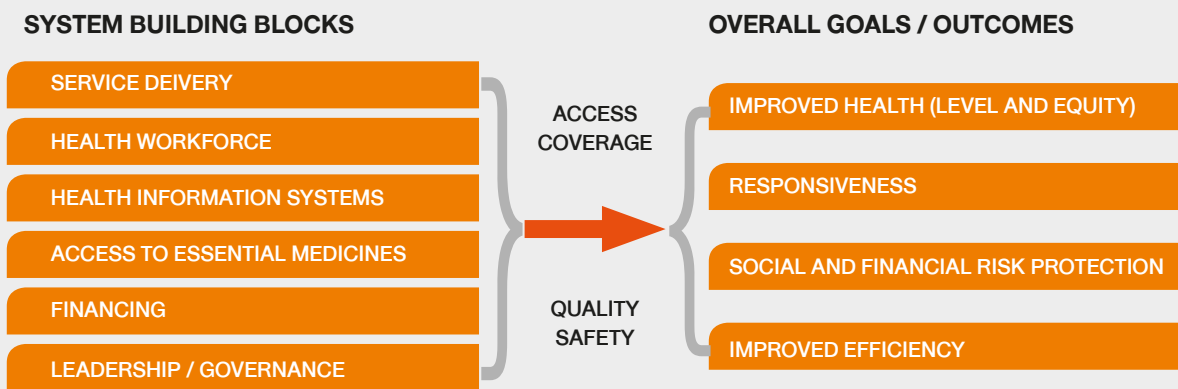 SYSTEM BUILDING BLOCKS
SERVICE DEIVERY
HEALTH WORKFORCE
HEALTH INFORMATION SYSTEMS
ACCESS TO ESSENTIAL MEDICINES
FINANCING
LEADERSHIP / GOVERNANCE
ACCESS
COVERAGE
QUALITY
SAFETY
OVERALL GOALS / OUTCOMES
IMPROVED HEALTH (LEVEL AND EQUITY)
RESPONSIVENESS
SOCIAL AND FINANCIAL RISK PROTECTION
IMPROVED EFFICIENCY